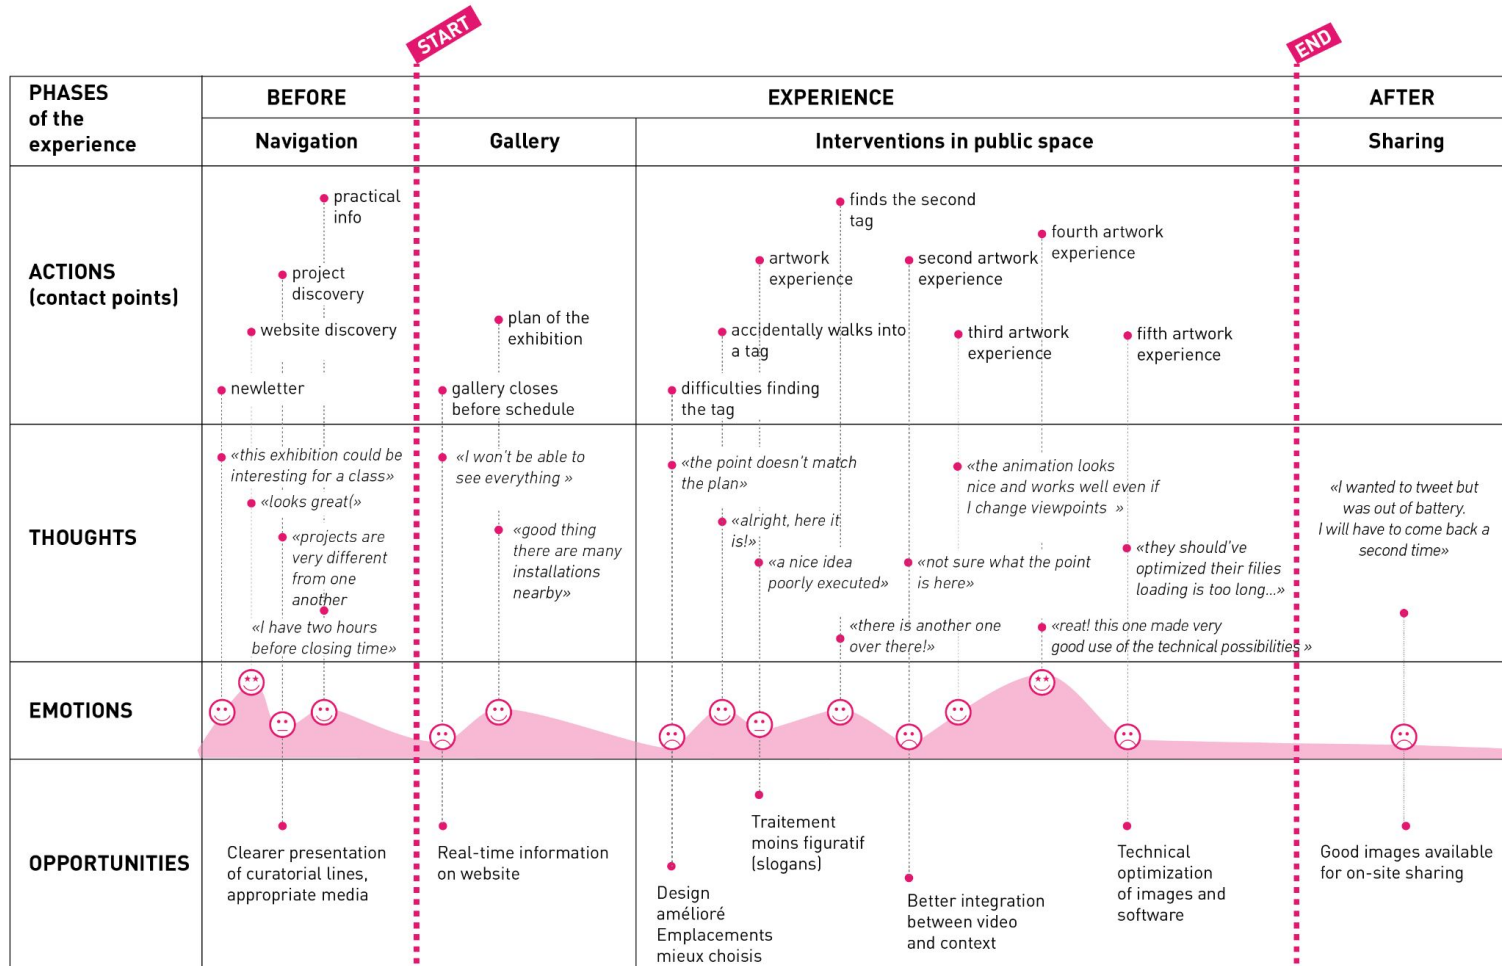 START
END
PHASES
of the
experience
BEFORE
EXPERIENCE
AFTER
Navigation
Gallery
Interventions in public space
Sharing
ACTIONS
(contact points)
practical
info
project
discovery
website discovery
newletter
plan of the
exhibition
gallery closes
before schedule
finds the second
tag
artwork
experience
accidentally walks into
a tag
difficulties finding
the tag
second artwork
experience
fourth artwork
experience
third artwork
experience
fifth artwork
experience
THOUGHTS
«this exhibition could be
interesting for a class»
«looks great(»
«projects are
very different
from one
another
«I have two hours
before closing time»
«I won't be able to
see everything »
«good thing
there are many
installations
nearby»
«the point doesn't match
the plan»
«alright, here it
is!»
«a nice idea
poorly executed»
«there is another one
over there!»
«not sure what the point
is here»
«the animation looks
nice and works well even if
I change viewpoints »
«they should've
optimized their filies
loading is too long...»
«reat! this one made very
good use of the technical possibilities »
«I wanted to tweet but
was out of battery.
I will have to come back a
second time»
EMOTIONS
OPPORTUNITIES
Clearer presentation
of curatorial lines,
appropriate media
Real-time information
on website
Design
amélioré
Emplacements
mieux choisis
Traitement
moins figuratif
(slogans)
Better integration
between video
and context
Technical
optimization
of images and
software
Good images available
for on-site sharing